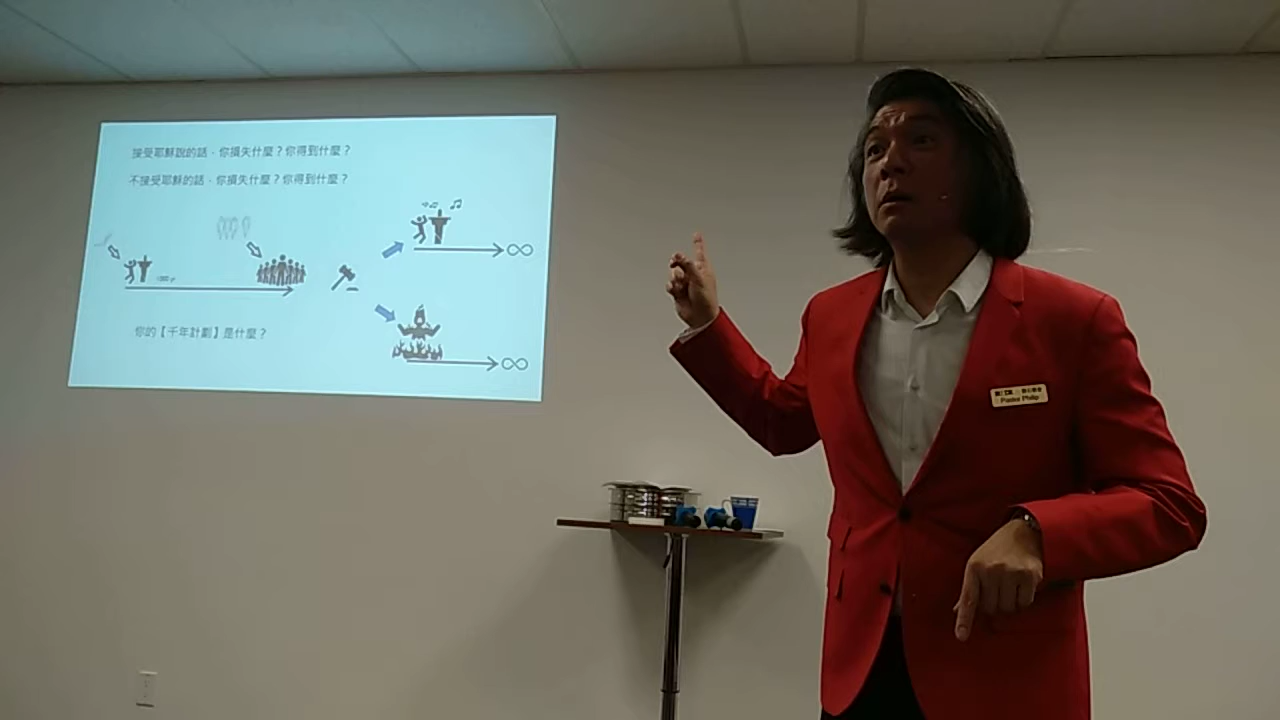 接受耶穌說的話，你損失什麼？你得到什麼？
不接受耶穌的話，你損失什麼？你得到什麼？
你的【千年計劃】是什麼？
Pastor Philip